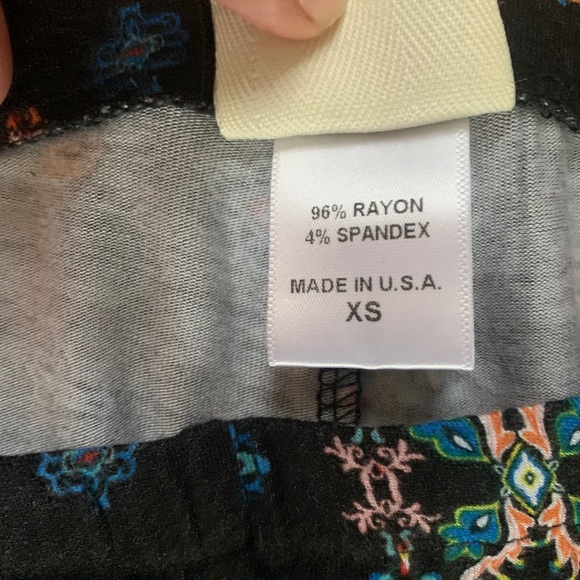 96% RAYON
4% SPANDEX
MADE IN U.S.A.
XS